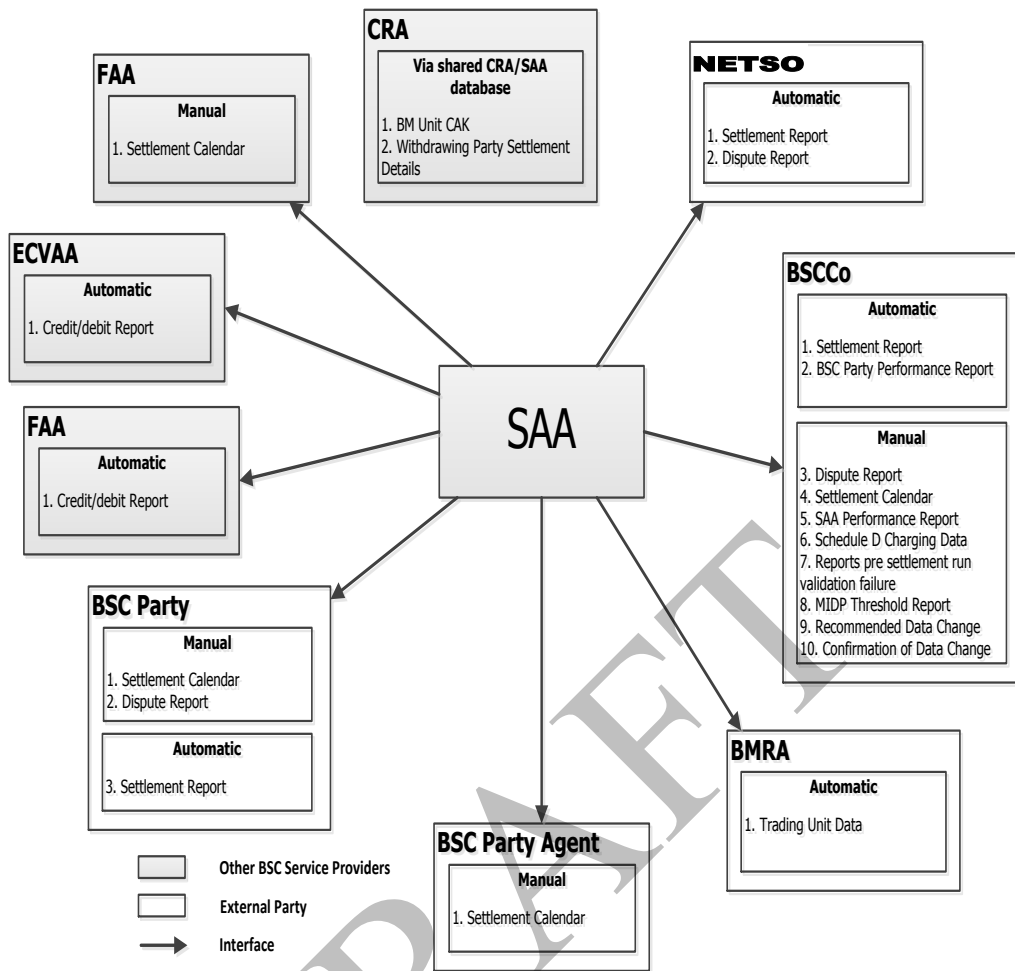 CRA
Via shared CRA/SAA
database
1. BM Unit CAK
2. Withdrawing Party Settlement
Details
FAA
Manual
1. Settlement Calendar
NETSO
Automatic
1. Settlement Report
2. Dispute Report
ECVAA
Automatic
1. Credit/debit Report
BSCCo
Automatic
1. Settlement Report
2. BSC Party Performance Report
Manual
3. Dispute Report
4. Settlement Calendar
5. SAA Performance Report
6. Schedule D Charging Data
7. Reports pre settlement run
validation failure
8. MIDP Threshold Report
9. Recommended Data Change
10. Confirmation of Data Change
SAA
FAA
Automatic
1. Credit/debit Report
BSC Party
Manual
1. Settlement Calendar
2. Dispute Report
Automatic
3. Settlement Report
BMRA
Automatic
1. Trading Unit Data
BSC Party Agent
Manual
1. Settlement Calendar
Other BSC Service Providers
External Party
Interface
DRAFT